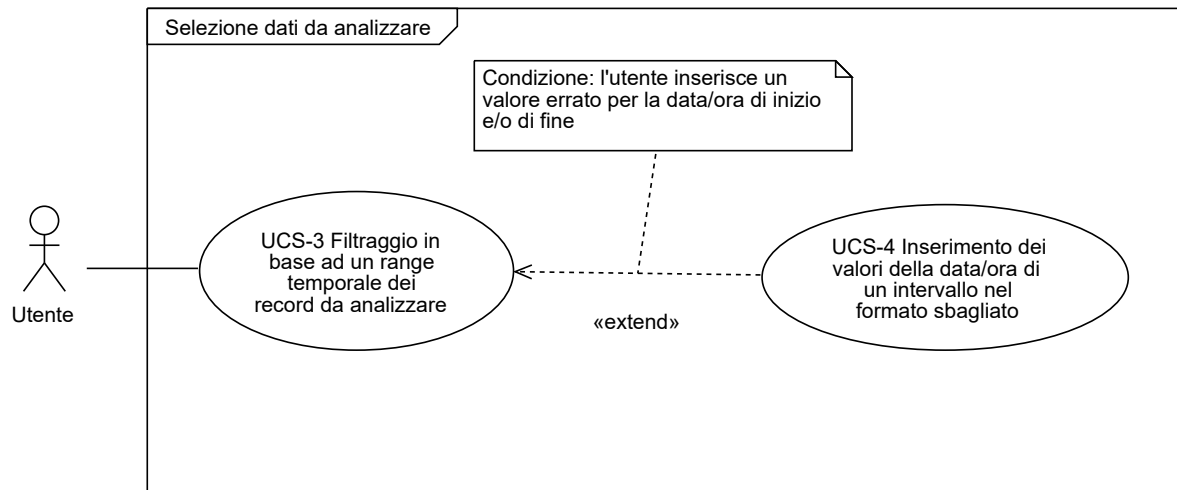 Selezione dati da analizzare
Condizione: l'utente inserisce un
valore errato per la data/ora di inizio
e/o di fine
UCS-3 Filtraggio in
base ad un range
temporale dei
record da analizzare
UCS-4 Inserimento dei
valori della data/ora di
un intervallo nel
formato sbagliato
Utente
«extend»